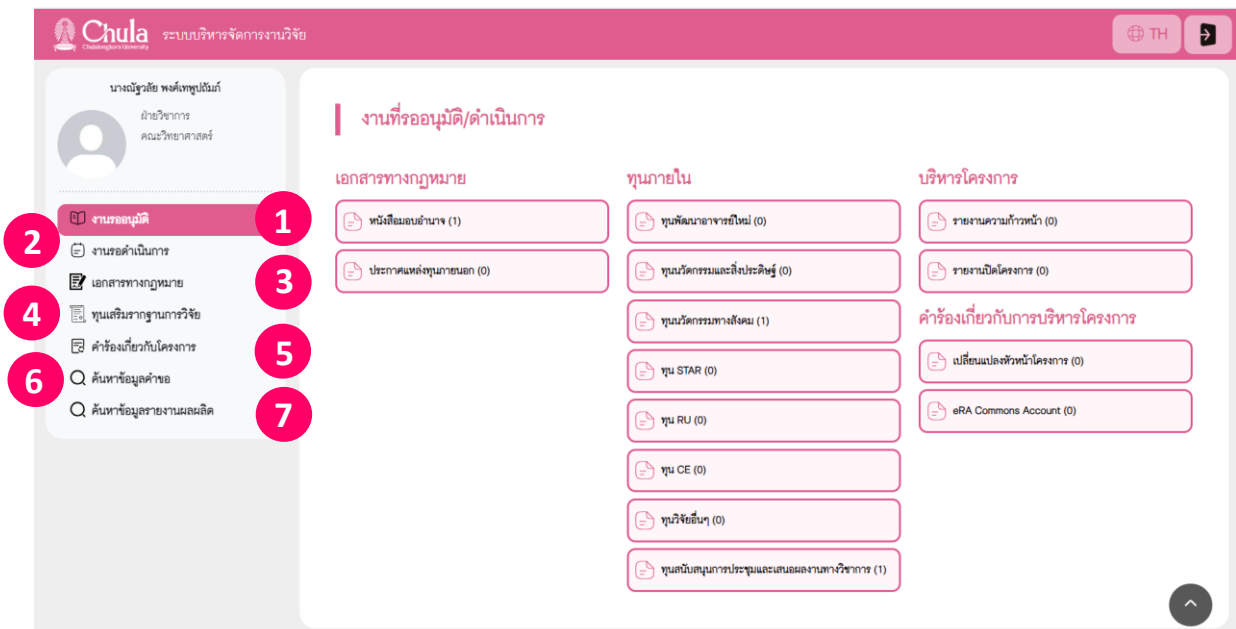 Chula
Chulalongkorn University
ระบบบริหารจัดการงานวิจัย
TH
นางณัฐวลัย พงศ์เทพูปถัมภ์
ฝ่ายวิชาการ
คณะวิทยาศาสตร์
งานรออนุมัติ
1
2
งานรอดำเนินการ
เอกสารทางกฎหมาย
3
4
ทุนเสริมรากฐานการวิจัย
คำร้องเกี่ยวกับโครงการ
5
6
ค้นหาข้อมูลคำขอ
ค้นหาข้อมูลรายงานผลผลิต
7
งานที่รออนุมัติ/ดำเนินการ
เอกสารทางกฎหมาย
หนังสือมอบอำนาจ (1)
ประกาศแหล่งทุนภายนอก (0)
ทุนภายใน
ทุนพัฒนาอาจารย์ใหม่ (0)
ทุนนวัตกรรมและสิ่งประดิษฐ์ (0)
ทุนนวัตกรรมทางสังคม (1)
ทุน STAR (0)
ทุน RU (0)
ทุน CE (0)
ทุนวิจัยอื่นๆ (0)
ทุนสนับสนุนการประชุมและเสนอผลงานทางวิชาการ (1)
บริหารโครงการ
รายงานความก้าวหน้า (0)
รายงานปิดโครงการ (0)
คำร้องเกี่ยวกับการบริหารโครงการ
เปลี่ยนแปลงหัวหน้าโครงการ (0)
eRA Commons Account (0)